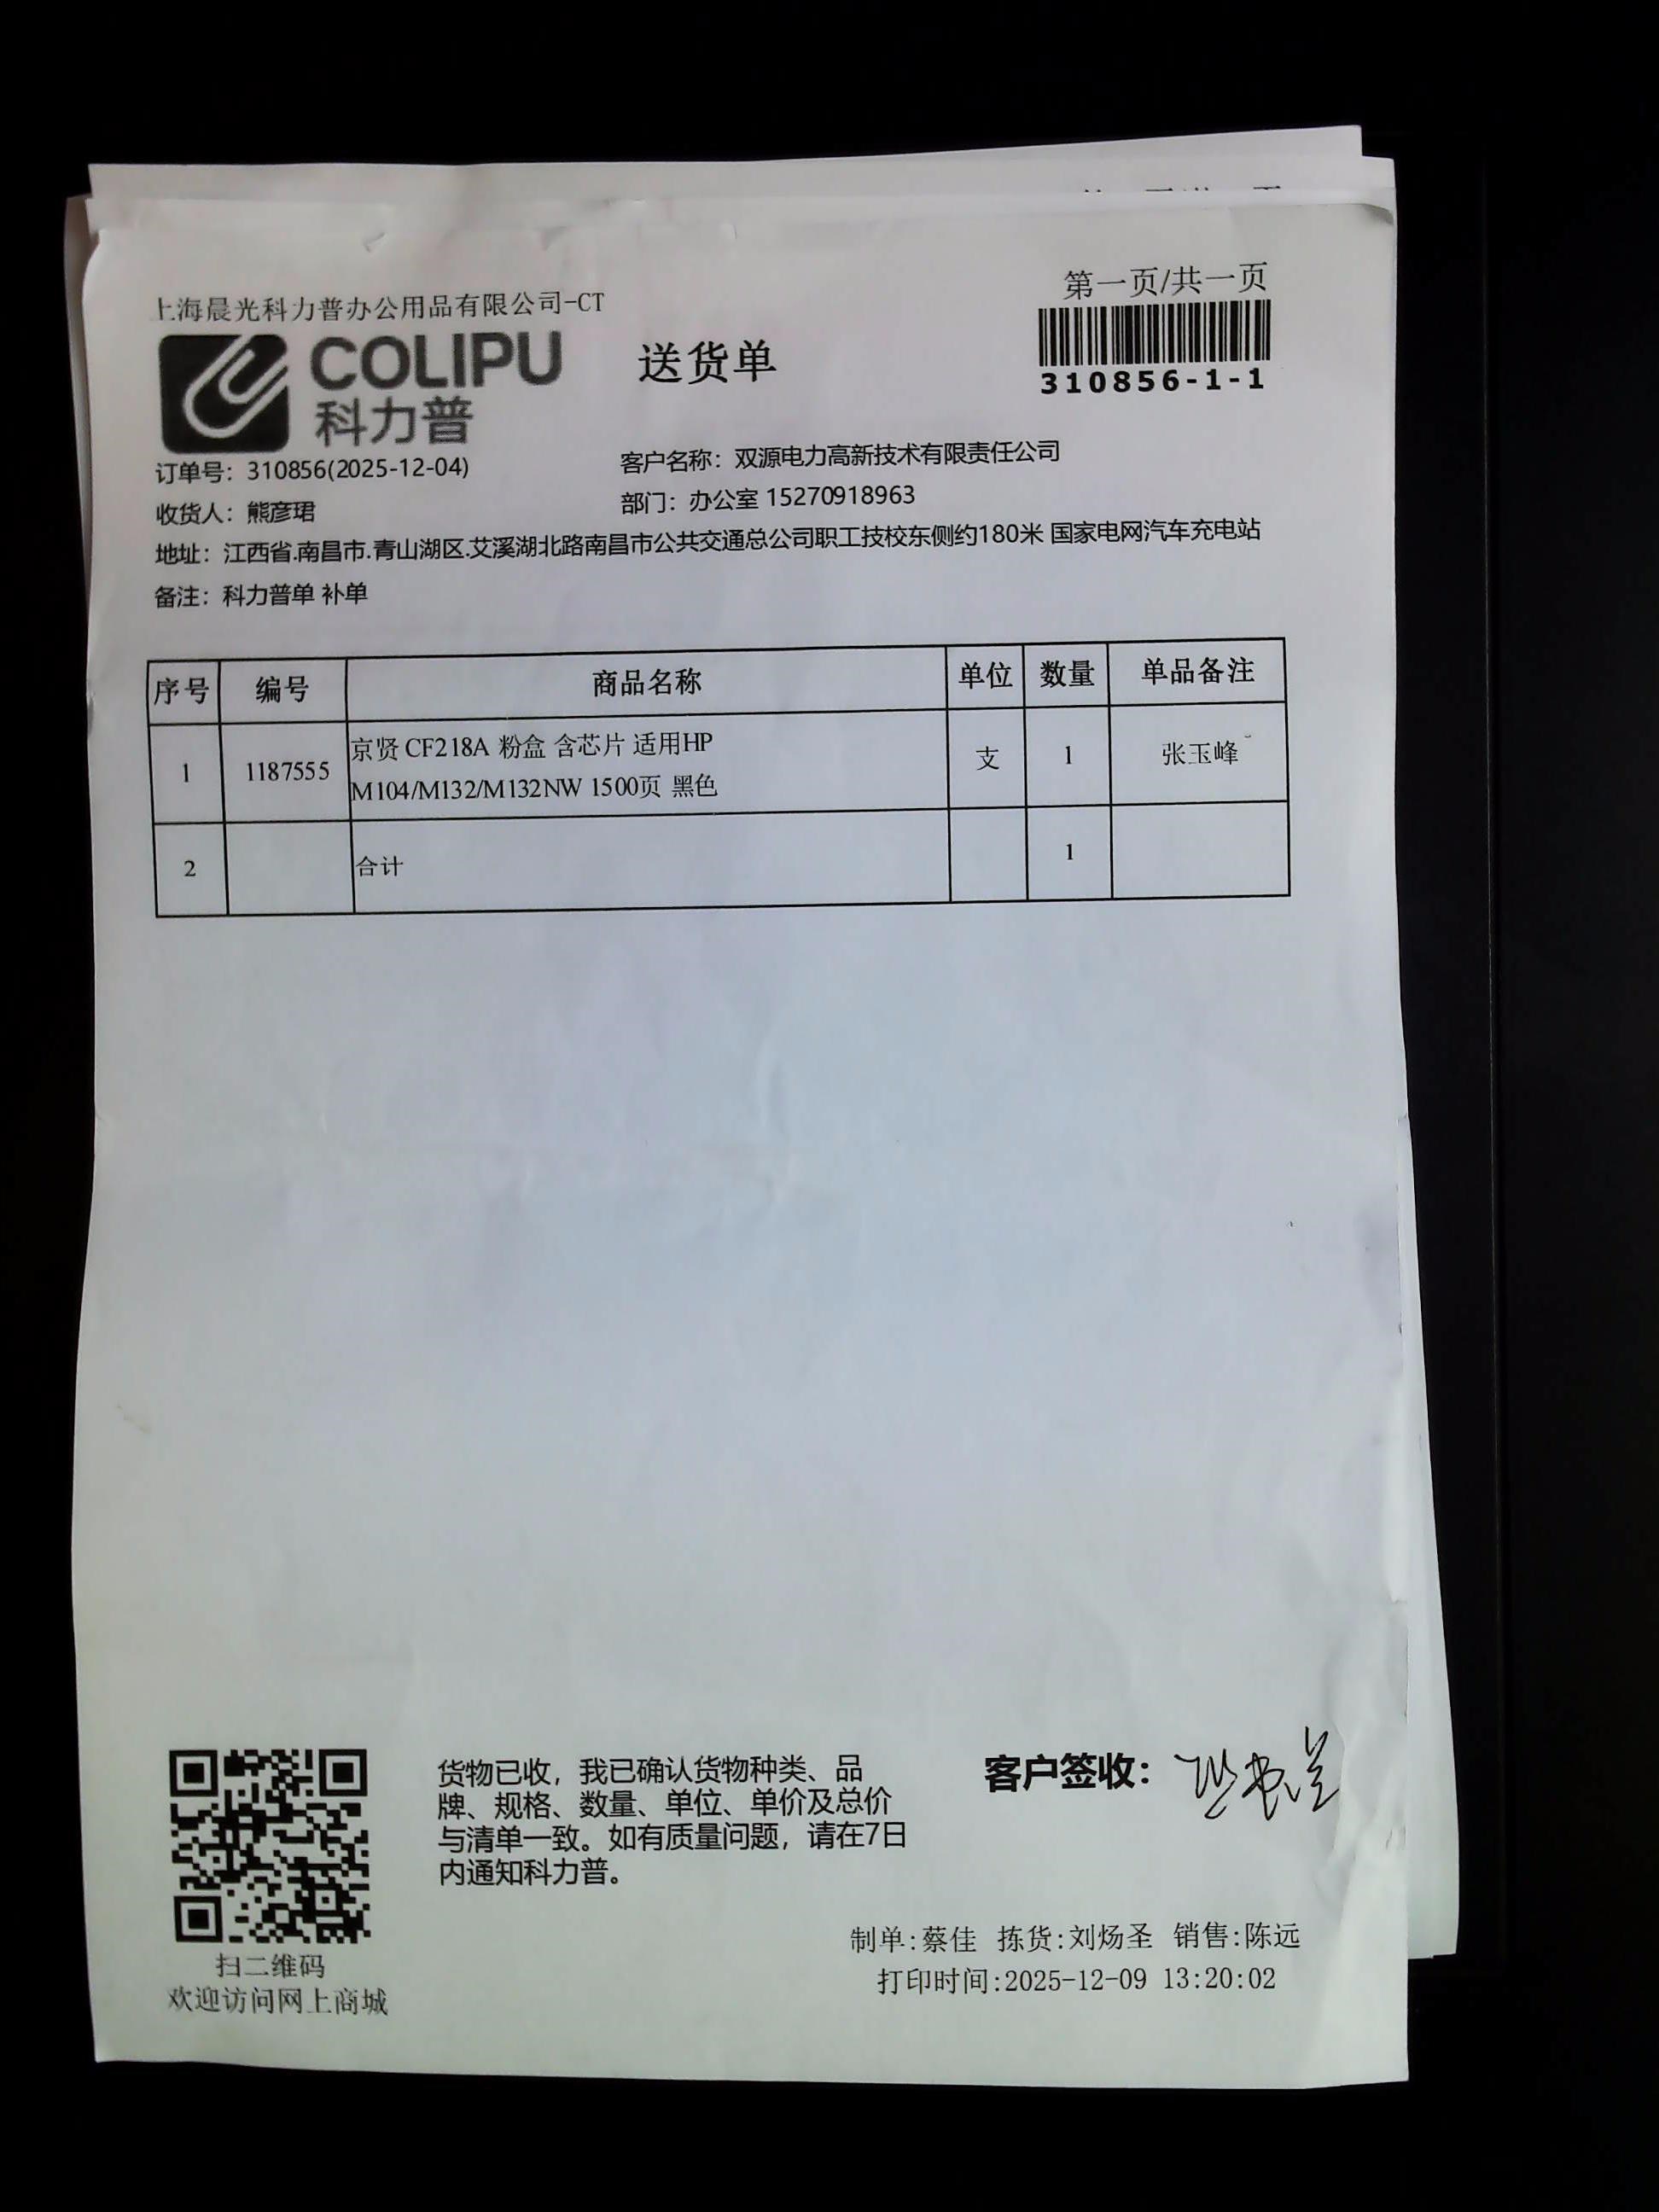 第一页/共一页
上海晨光科力普办公用品有限公司-CT
COLIPU
科力普
送货单
310856-1-1
订单号：310856(2025-12-04)
客户名称：双源电力高新技术有限责任公司
收货人：熊彦珺
部门：办公室 15270918963
地址：江西省.南昌市.青山湖区.艾溪湖北路南昌市公共交通总公司职工技校东侧约180米 国家电网汽车充电站
备注：科力普单 补单
序号 编号 商品名称 单位 数量 单品备注
1 1187555 京贤 CF218A 粉盒 含芯片 适用HP
M104/M132/M132NW 1500页 黑色 支 1 张玉峰
2 合计 1
货物已收，我已确认货物种类、品
牌、规格、数量、单位、单价及总价
与清单一致。如有质量问题，请在7日
内通知科力普。
客户签收：
扫二维码
欢迎访问网上商城
制单:蔡佳 拣货:刘炀圣 销售:陈远
打印时间:2025-12-09 13:20:02